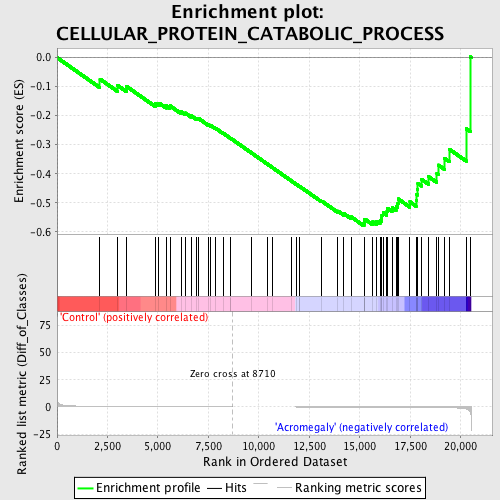 Enrichment plot:
CELLULAR_PROTEIN_CATABOLIC_PROCESS
Enrichment score (ES)
0.0
-0.1
-0.2
-0.3
-0.4
-0.5
-0.6
'Control' (positively correlated)
Ranked list metric (Diff_of_Classes)
75
50
25
0
-25
Zero cross at 8710
'Acromegaly' (negatively correlated)
0
2,500
5,000
7,500
10,000
12,500
15,000
17,500
20,000
Rank in Ordered Dataset
Enrichment profile
Hits
Ranking metric scores